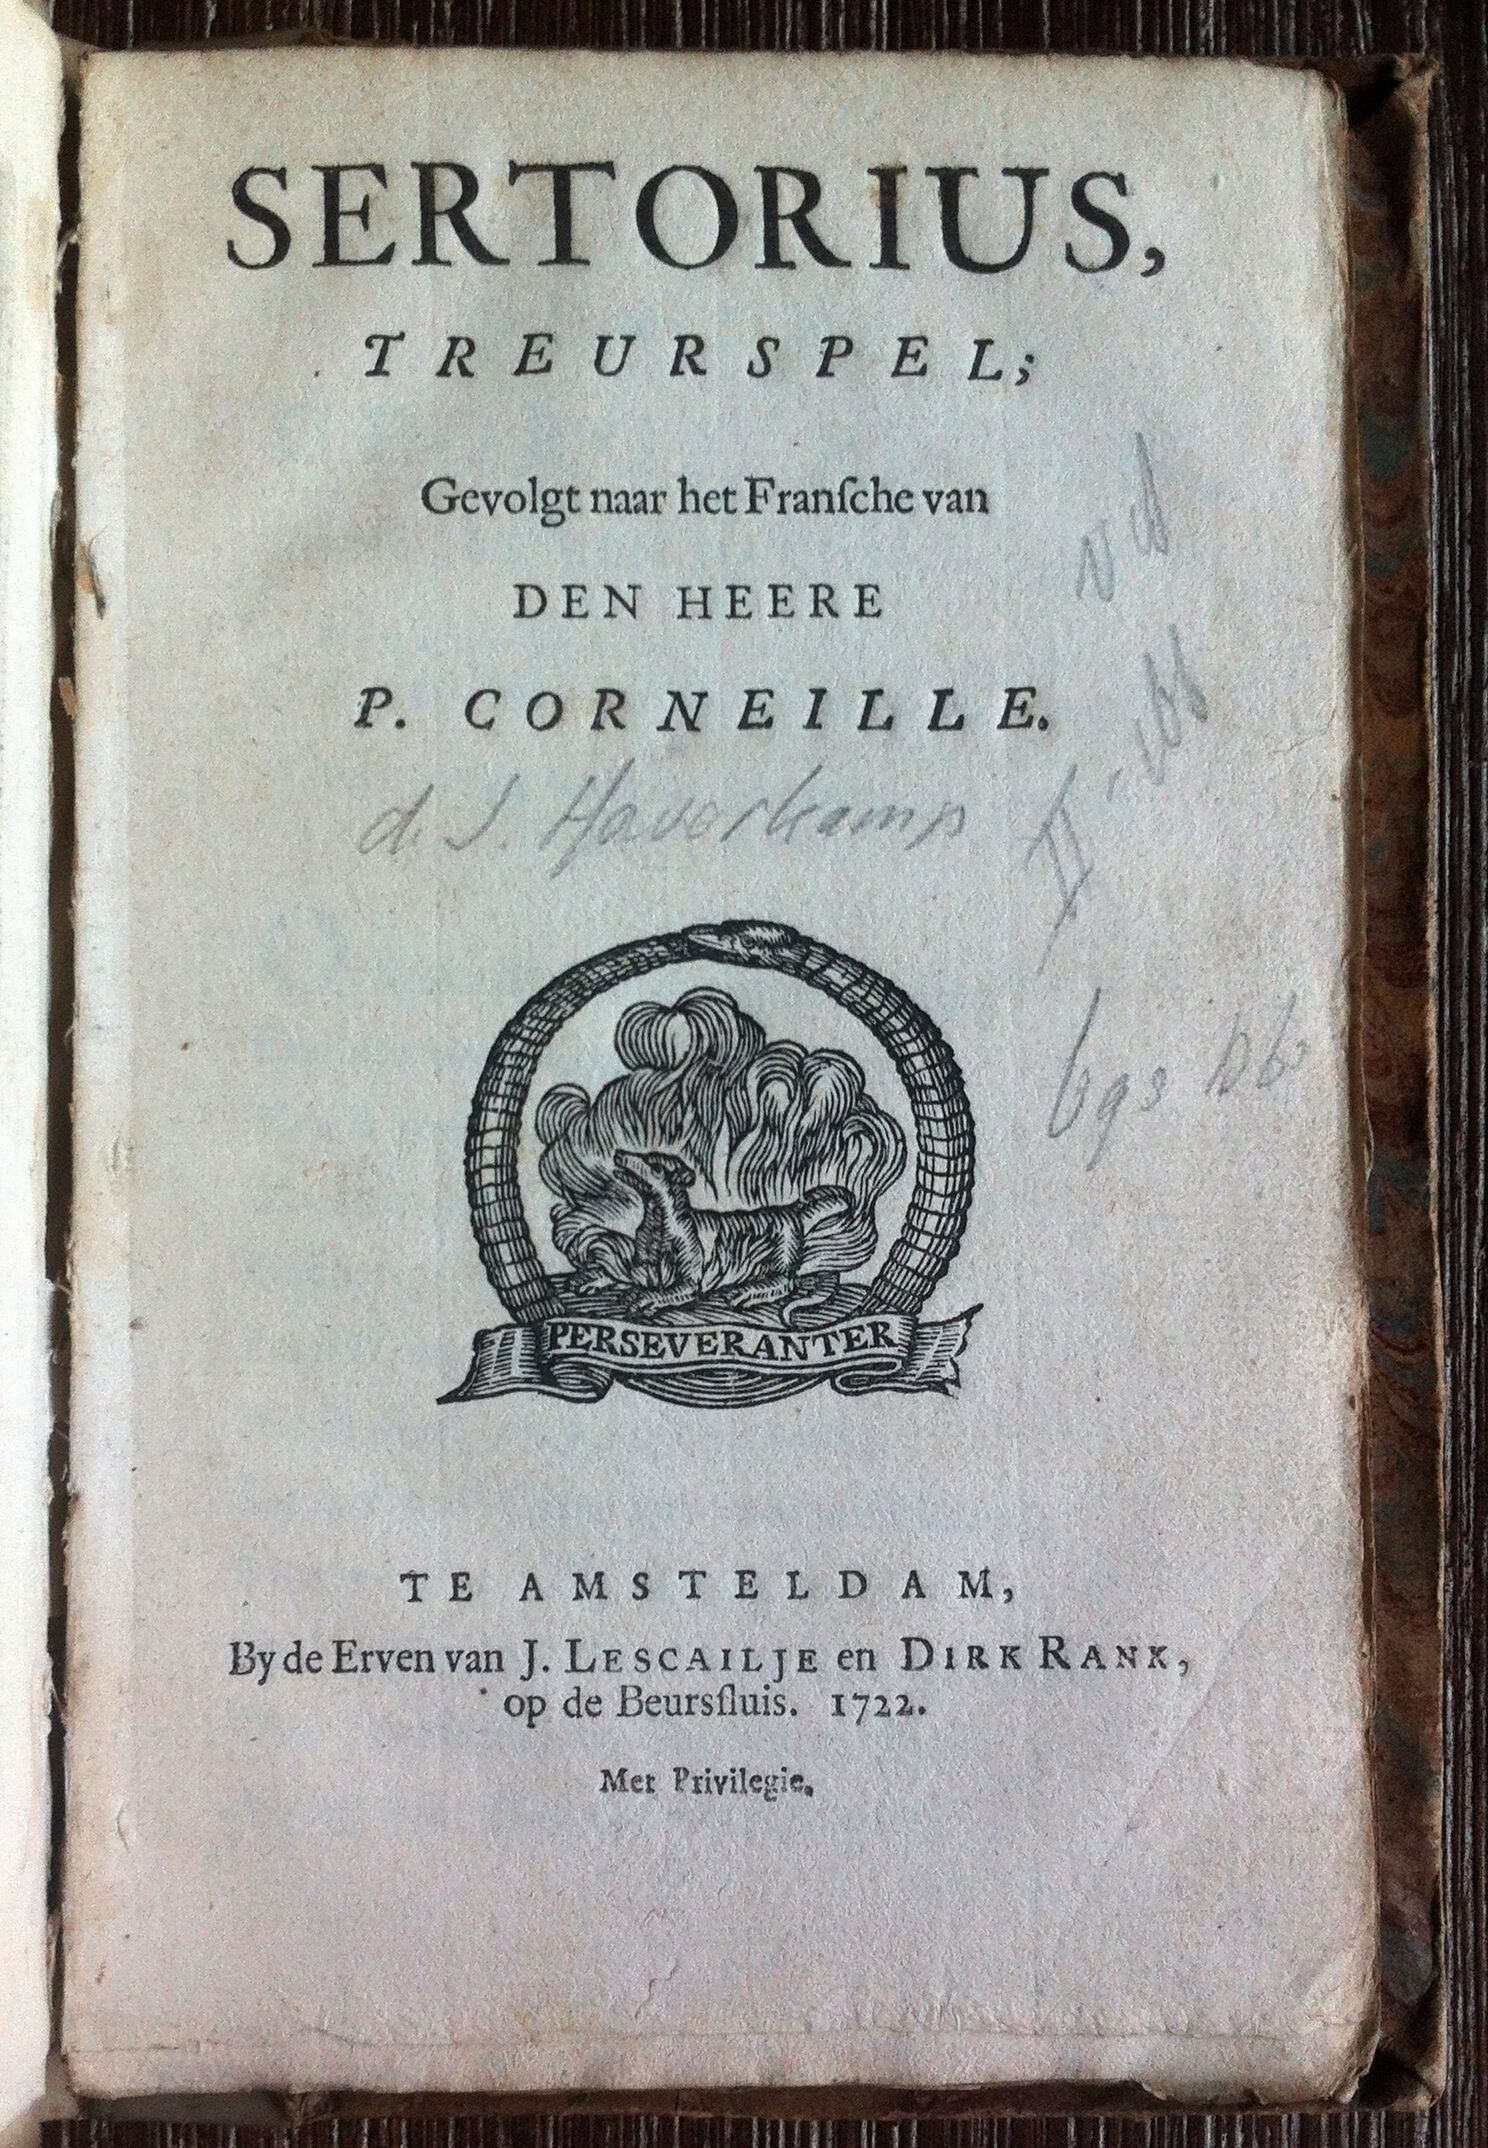 SERTORIUS,
TREURSPEL;
Gevolgt naar het Franſche van
DEN HEERE
P. CORNEILLE.
d. J. Haverkamp
PERSEVERANTER
TE AMSTELDAM,
By de Erven van J. LESCAILJE en DIRK RANK,
op de Beursſluis. 1722.
Met Privilegie.